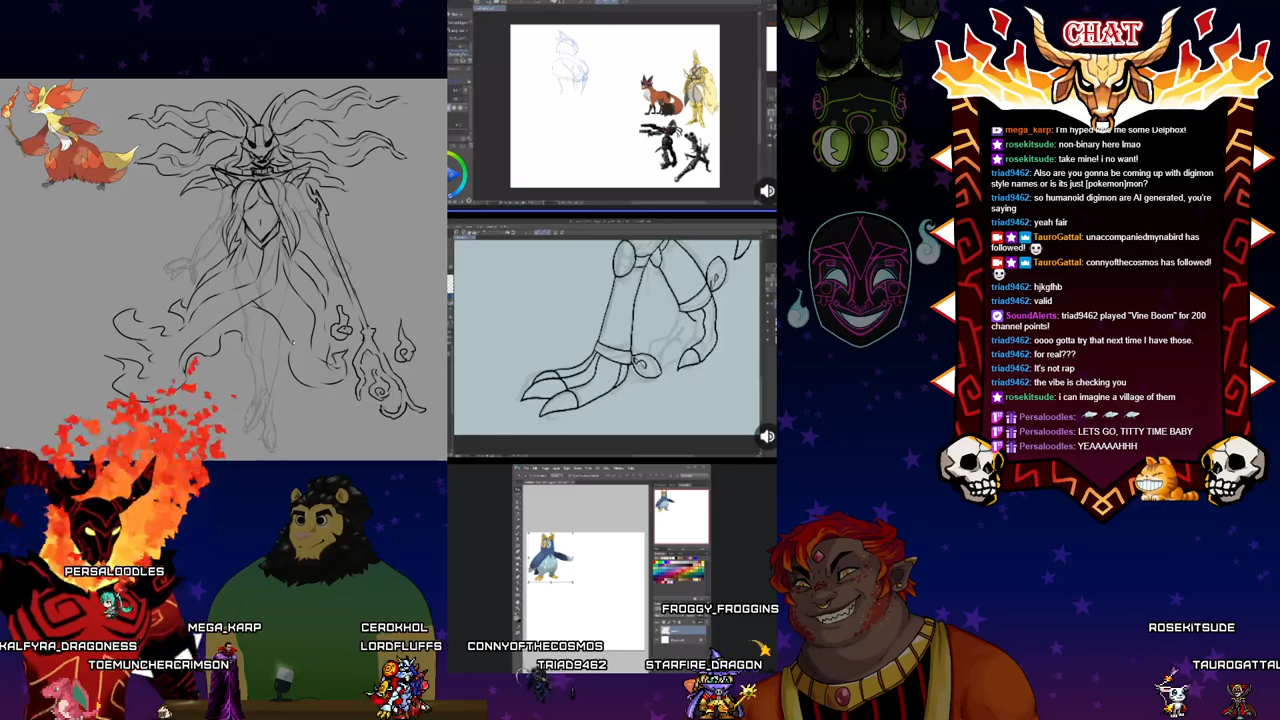 CHAT
mega_karp: I'm hyped me some Delphox!
rosekitsude: non-binary here lmao
rosekitsude: take mine! i no want!
triad9462: Also are you gonna be coming up with digimon
style names or is its just [pokemon]mon?
triad9462: so humanoid digimon are AI generated, you're
saying
triad9462: yeah fair
TauroGattal: unaccompaniedmynabird has
followed!
TauroGattal: connyofthecosmos has followed!
triad9462: hjkgfhb
triad9462: valid
SoundAlerts: triad9462 played "Vine Boom" for 200
channel points!
triad9462: oooo gotta try that next time I have those.
triad9462: for real???
triad9462: It's not rap
triad9462: the vibe is checking you
rosekitsude: i can imagine a village of them
Persaloodles:
Persaloodles: LETS GO, TITTY TIME BABY
Persaloodles: YEAAAAAHHH
PERSALOODLES
FROGGY_FROGGINS
MEGA_KARP
CEROKHOL
ROSEKITSUDE
KALFYRA_DRAGONESS
LORDFLUFFS
CONNYOFTHECOSMOS
TOEMUNCHERCRIMSON
TRIAD9462
STARFIRE_DRAGON
TAUROGATTAL